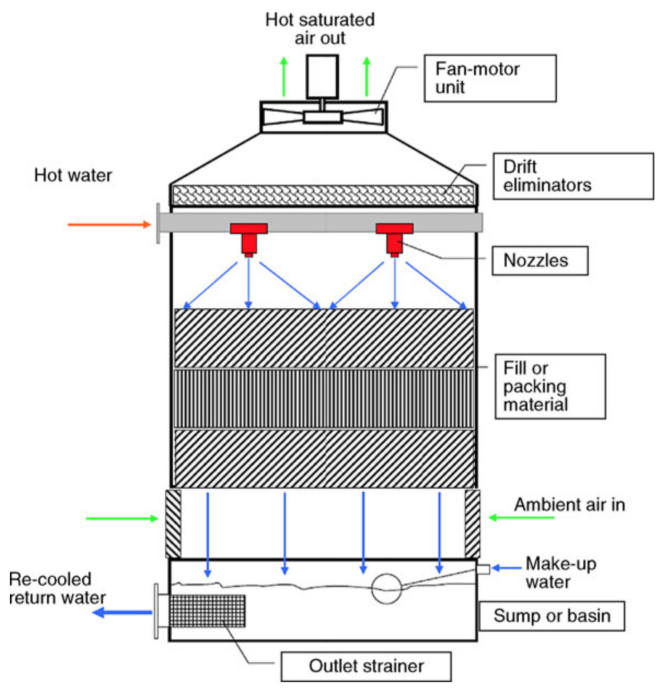 Hot saturated
air out
Fan-motor
unit
Hot water
Drift
eliminators
Nozzles
Fill or
packing
material
Ambient air in
Re-cooled
return water
Make-up
water
Sump or basin
Outlet strainer